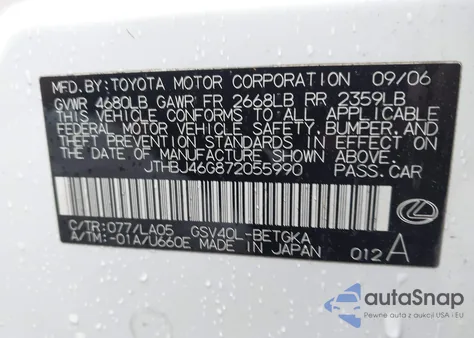 MFD. BY: TOYOTA MOTOR CORPORATION 09/06
GVWR 4680LB GAWR FR 2668LB RR 2359LB
THIS VEHICLE CONFORMS TO ALL APPLICABLE
FEDERAL MOTOR VEHICLE SAFETY, BUMPER, AND
THEFT PREVENTION STANDARDS IN EFFECT ON
THE DATE OF MANUFACTURE SHOWN ABOVE.
JTHBJ46G872055990 PASS.CAR
C/TR:077/LA05 GSV40L-BETGKA
A/TM:-01A/U660E MADE IN JAPAN 012A
autoSnap
Pewne auta z aukcji USA i EU